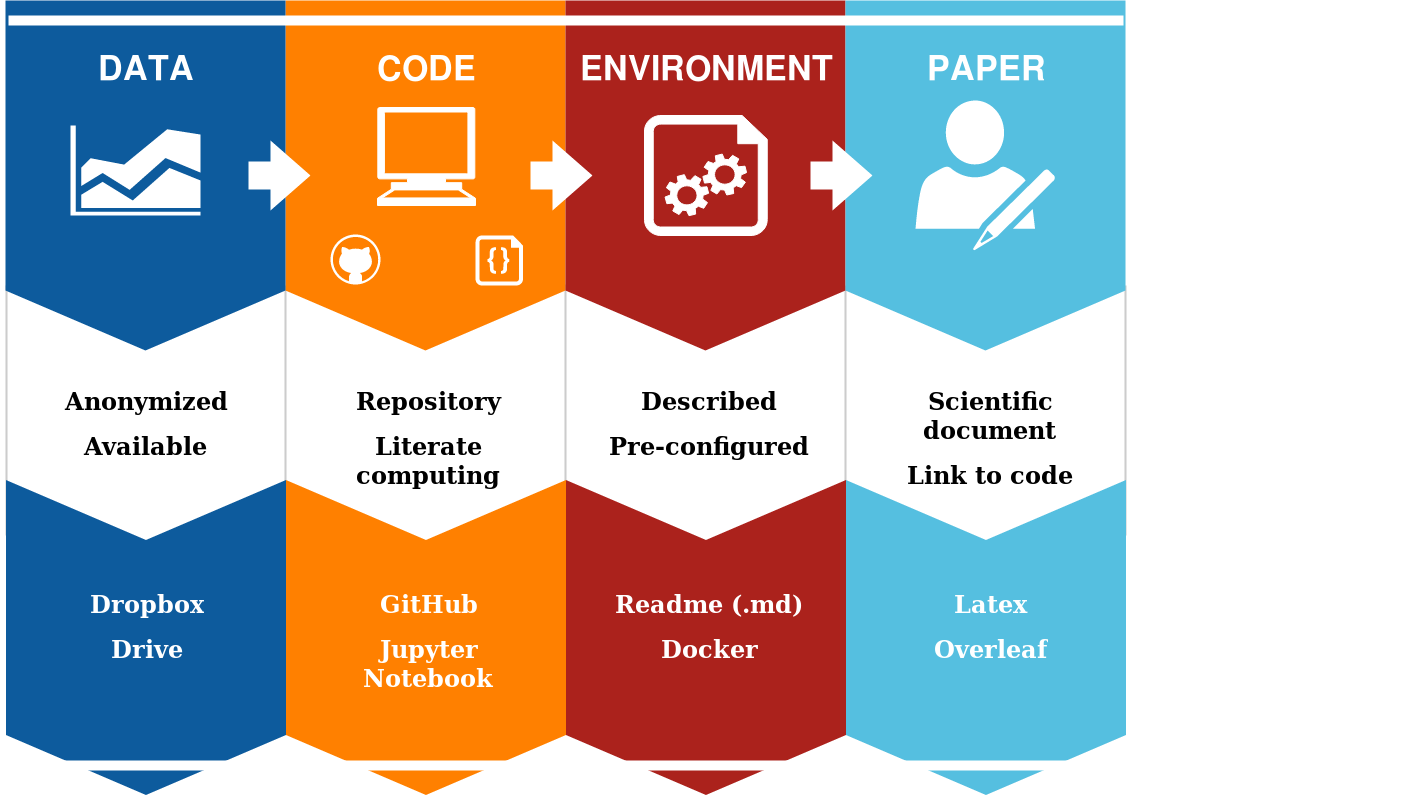 DATA
CODE
ENVIRONMENT
PAPER
{}
Anonymized
Available
Repository
Literate
computing
Described
Pre-configured
Scientific
document
Link to code
Dropbox
Drive
GitHub
Jupyter
Notebook
Readme (.md)
Docker
Latex
Overleaf